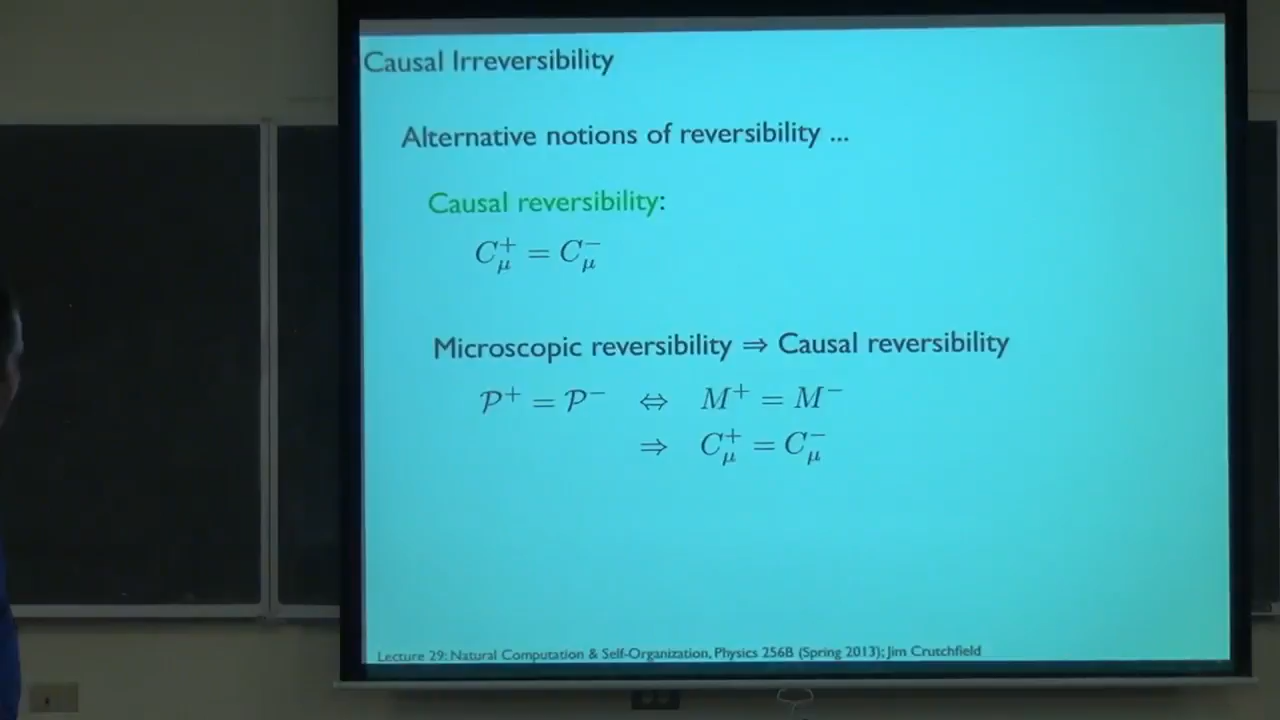 Causal Irreversibility
Alternative notions of reversibility ...
Causal reversibility:
C_μ^+ = C_μ^-
Microscopic reversibility ⇒ Causal reversibility
𝒫^+ = 𝒫^- ⇔ M^+ = M^-
⇒ C_μ^+ = C_μ^-
Lecture 29: Natural Computation & Self-Organization, Physics 256B (Spring 2013); Jim Crutchfield